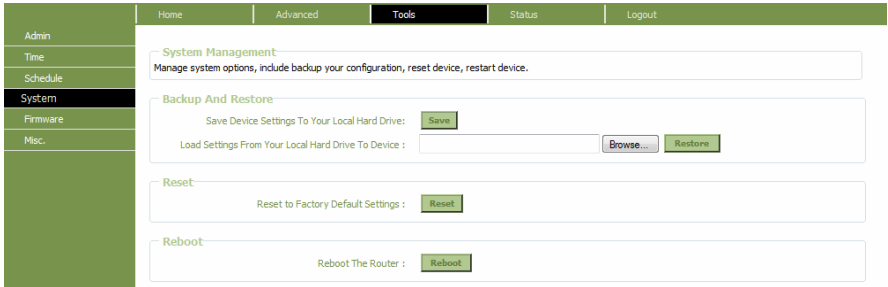 Home Advanced Tools Status Logout
Admin
Time
Schedule
System
Firmware
Misc.
System Management
Manage system options, include backup your configuration, reset device, restart device.
Backup And Restore
Save Device Settings To Your Local Hard Drive: Save
Load Settings From Your Local Hard Drive To Device : Browse... Restore
Reset
Reset to Factory Default Settings : Reset
Reboot
Reboot The Router : Reboot